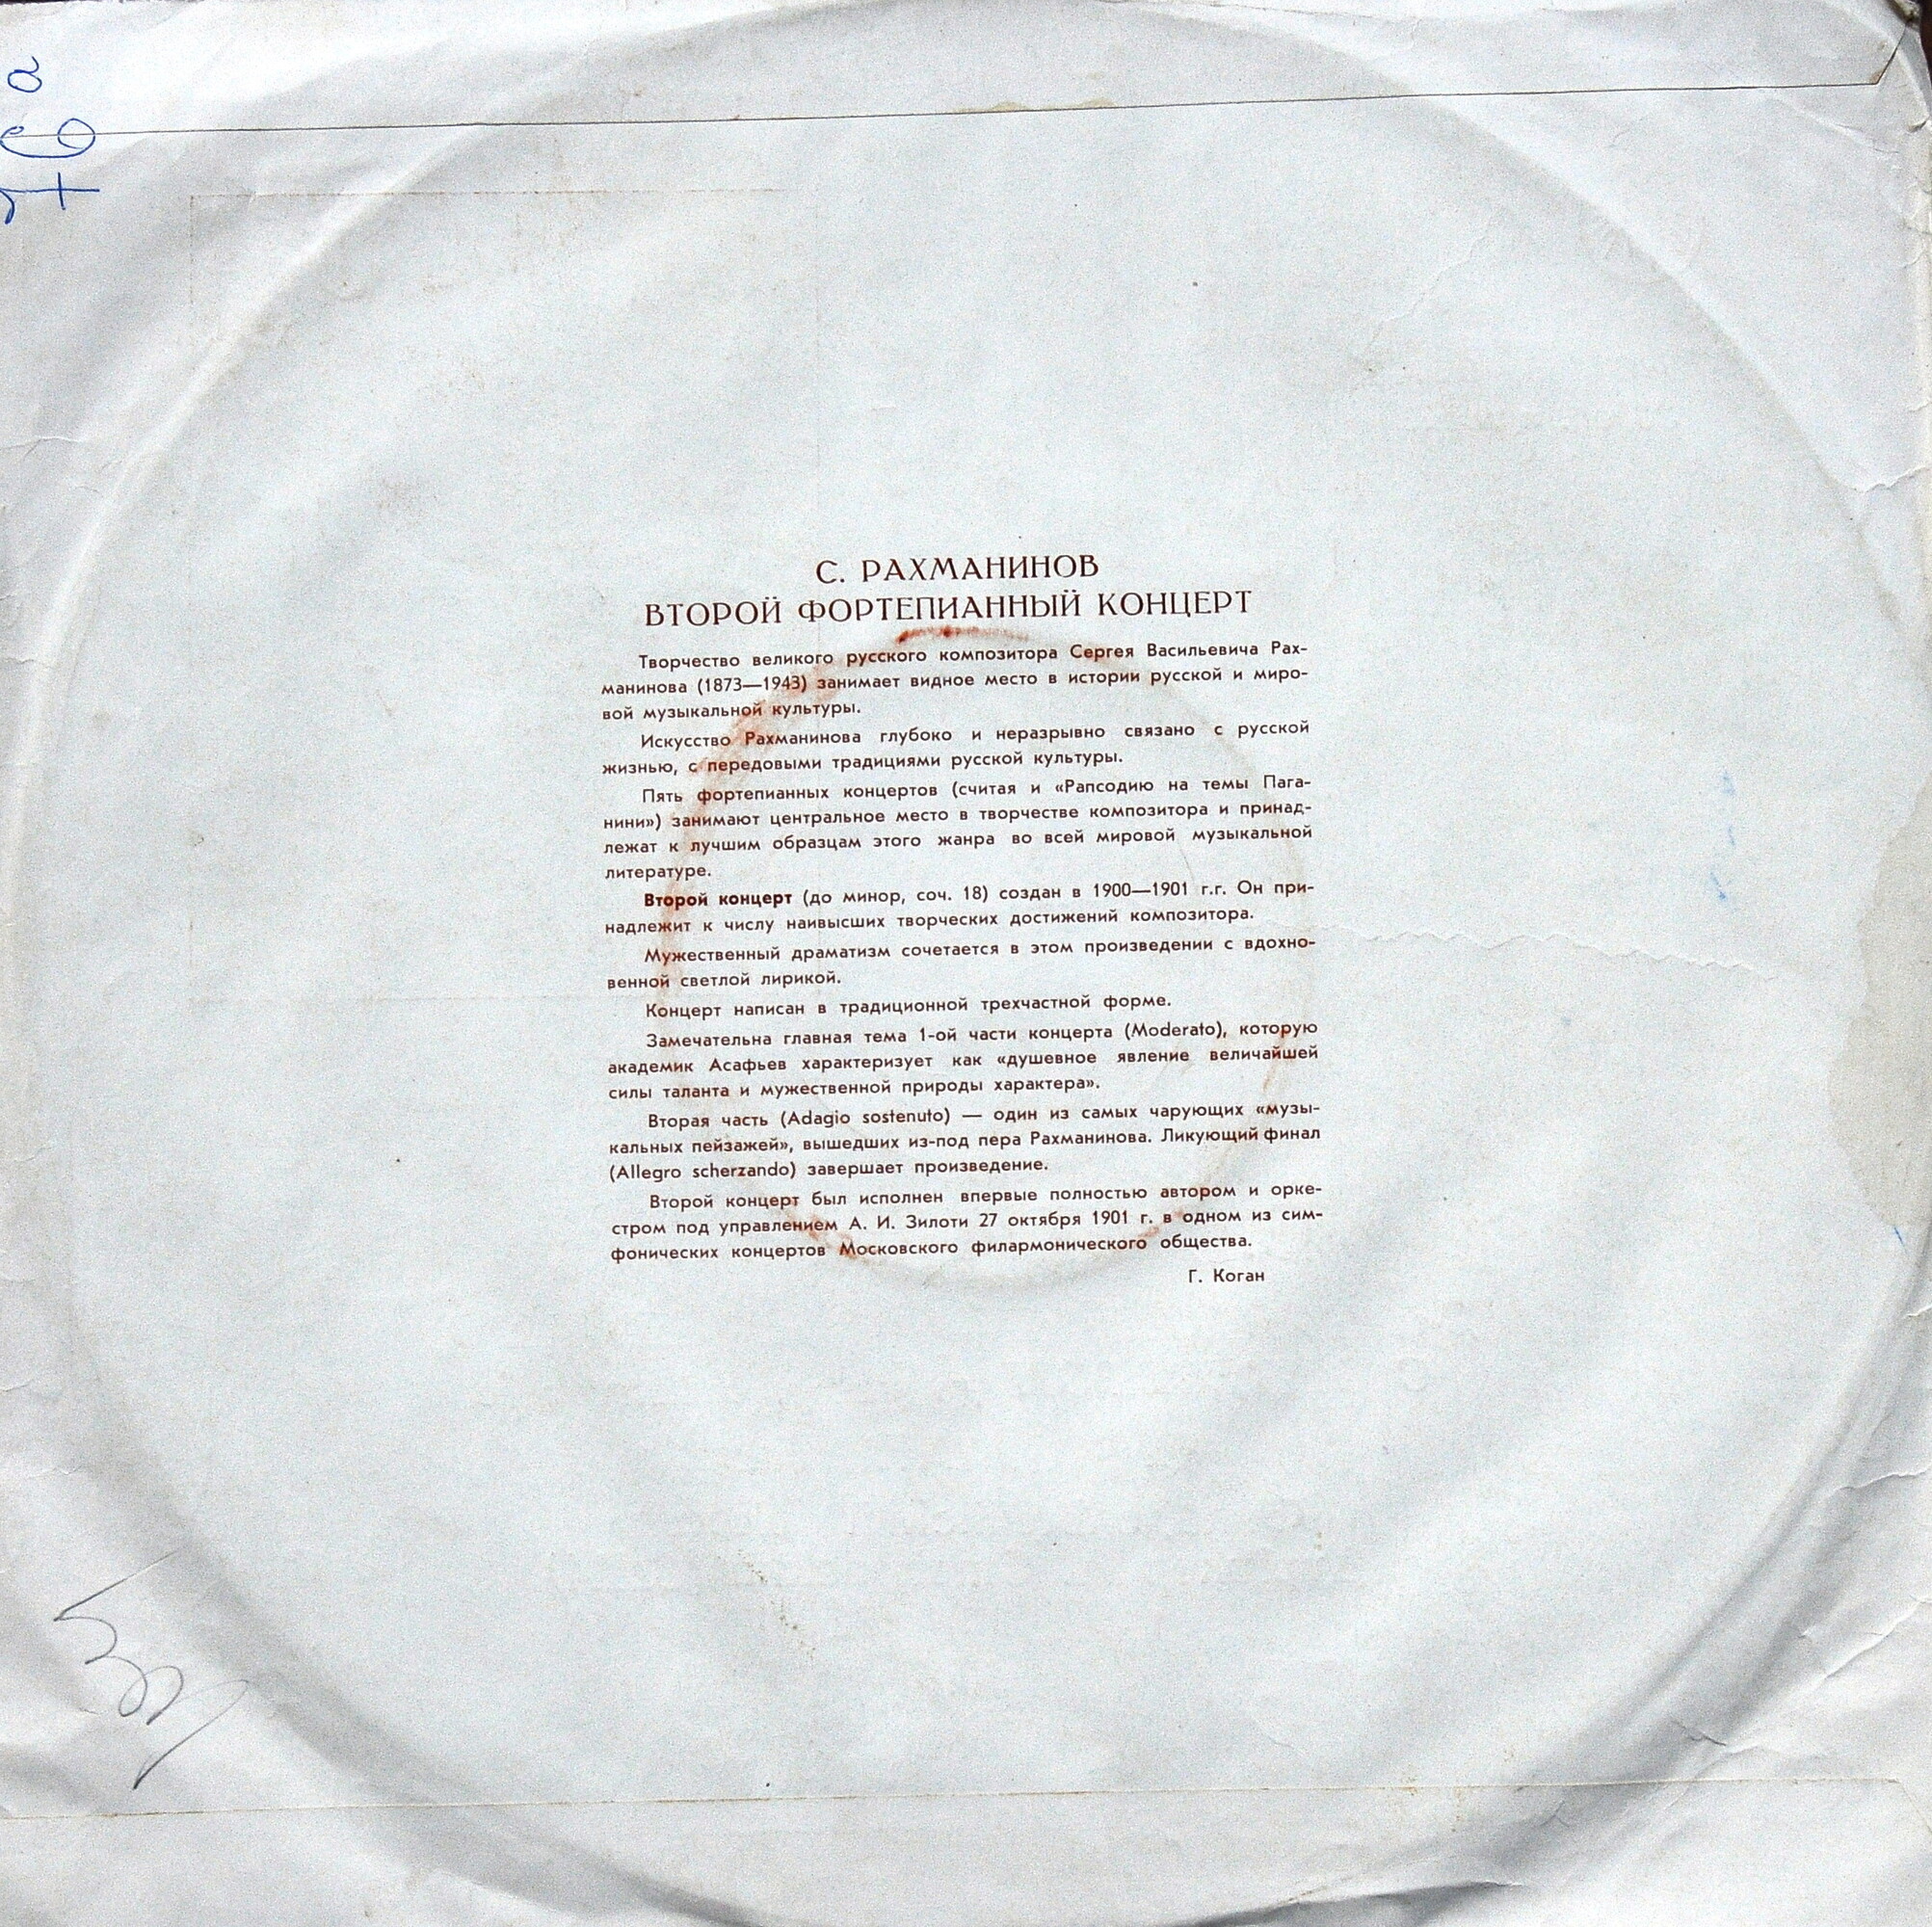 С. РАХМАНИНОВ
ВТОРОЙ ФОРТЕПИАННЫЙ КОНЦЕРТ
Творчество великого русского композитора Сергея Васильевича Рах-
манинова (1873—1943) занимает видное место в истории русской и миро-
вой музыкальной культуры.
Искусство Рахманинова глубоко и неразрывно связано с русской
жизнью, с передовыми традициями русской культуры.
Пять фортепианных концертов (считая и «Рапсодию на темы Пага-
нини») занимают центральное место в творчестве композитора и принад-
лежат к лучшим образцам этого жанра во всей мировой музыкальной
литературе.
Второй концерт (до минор, соч. 18) создан в 1900—1901 г.г. Он при-
надлежит к числу наивысших творческих достижений композитора.
Мужественный драматизм сочетается в этом произведении с вдохно-
венной светлой лирикой.
Концерт написан в традиционной трехчастной форме.
Замечательна главная тема 1-ой части концерта (Moderato), которую
академик Асафьев характеризует как «душевное явление величайшей
силы таланта и мужественной природы характера».
Вторая часть (Adagio sostenuto) — один из самых чарующих «музы-
кальных пейзажей», вышедших из-под пера Рахманинова. Ликующий финал
(Allegro scherzando) завершает произведение.
Второй концерт был исполнен впервые полностью автором и орке-
стром под управлением А. И. Зилоти 27 октября 1901 г. в одном из сим-
фонических концертов Московского филармонического общества.
Г. Коган